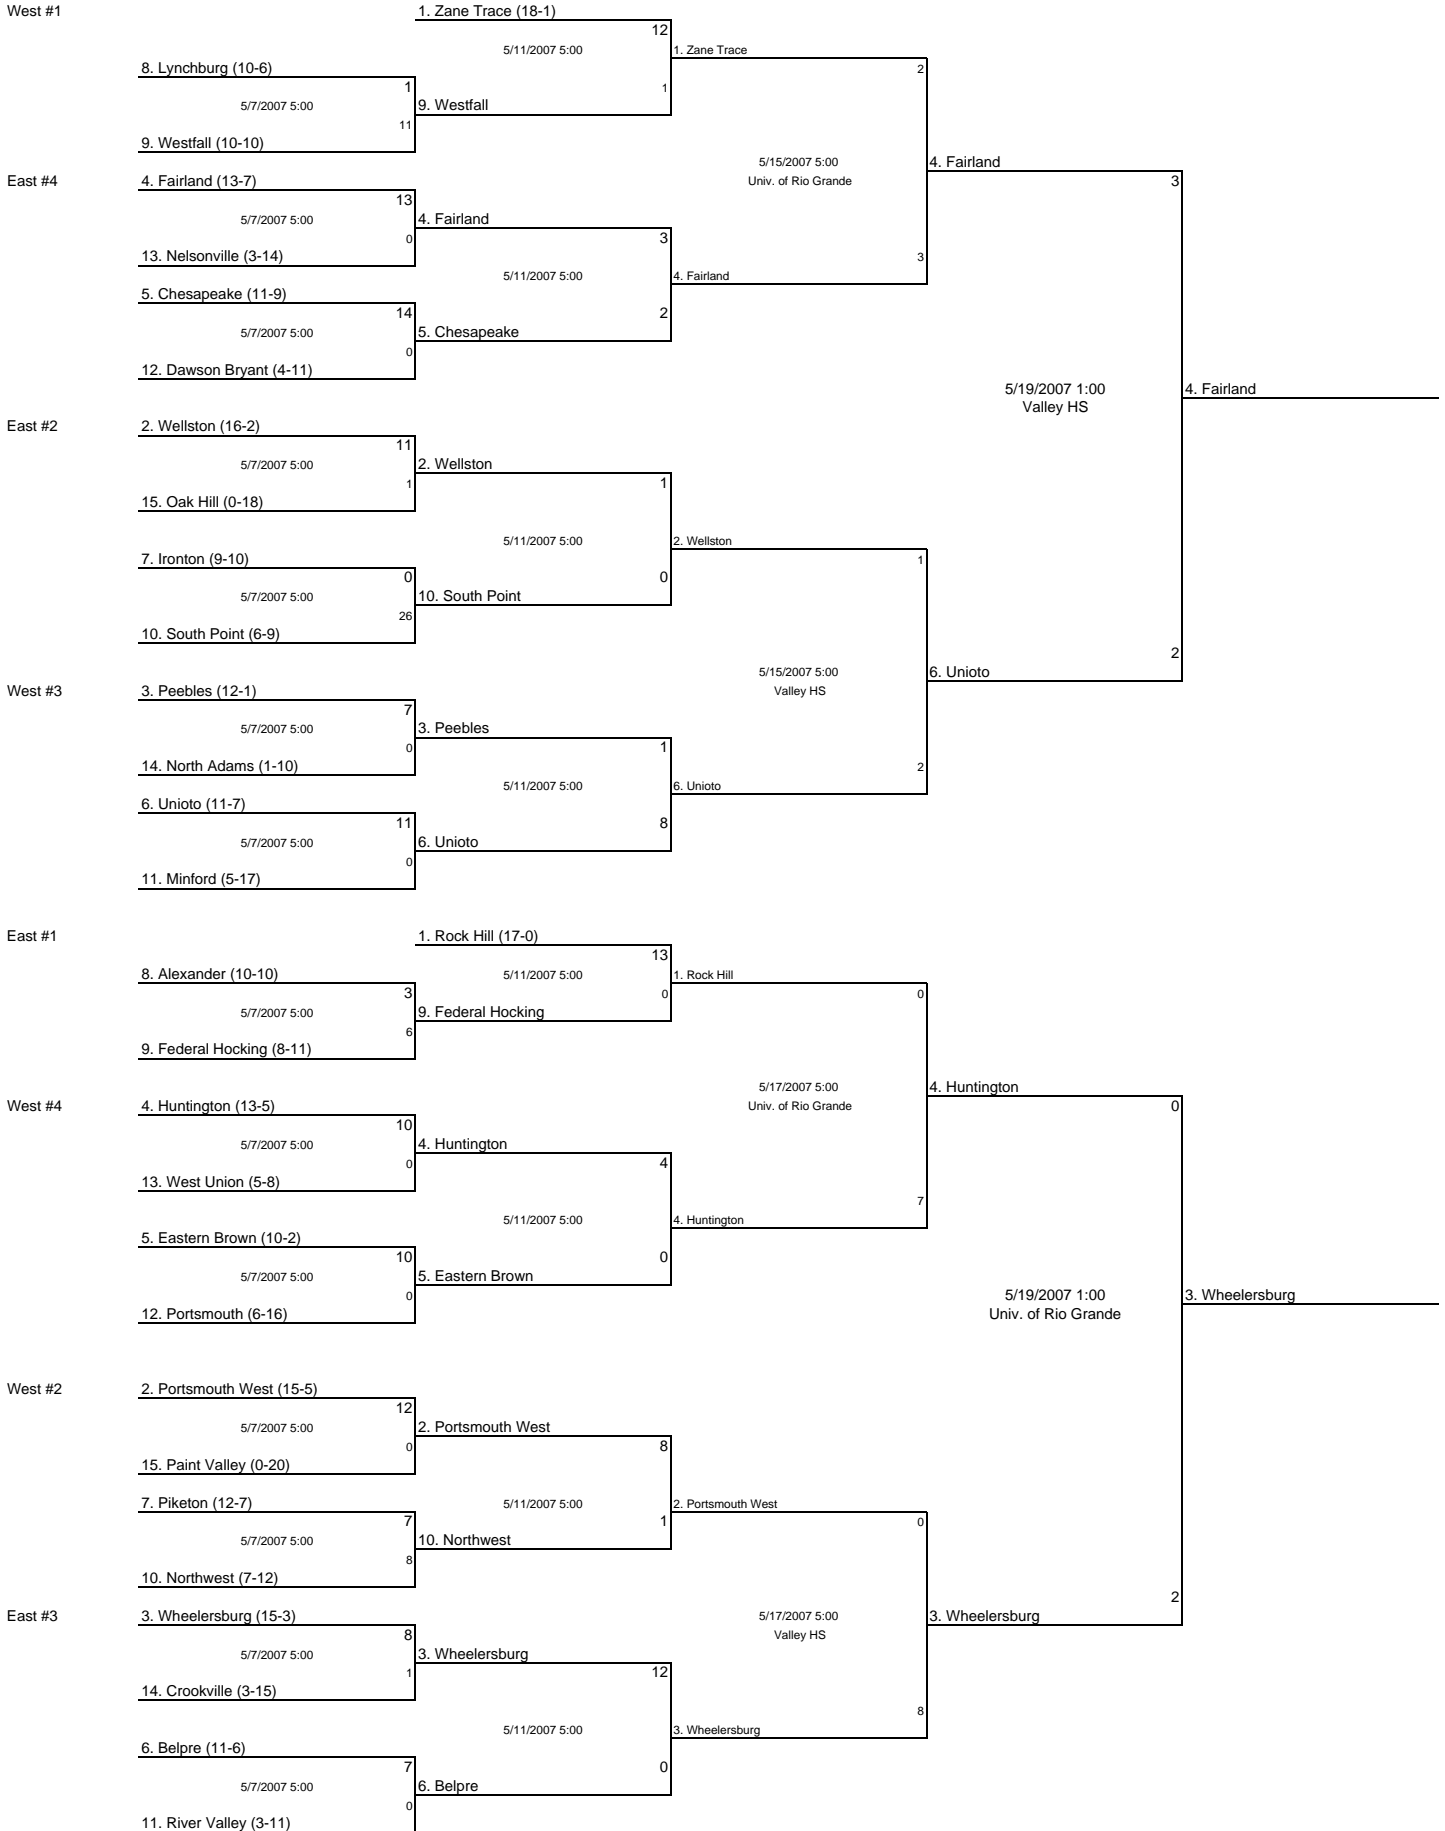 West #1
1. Zane Trace (18-1)
12
5/11/2007 5:00
1. Zane Trace
8. Lynchburg (10-6)
2
1
1
5/7/2007 5:00
9. Westfall
11
9. Westfall (10-10)
5/15/2007 5:00
4. Fairland
East #4
4. Fairland (13-7)
Univ. of Rio Grande
3
13
5/7/2007 5:00
4. Fairland
0
3
13. Nelsonville (3-14)
3
5/11/2007 5:00
4. Fairland
5. Chesapeake (11-9)
14
2
5/7/2007 5:00
5. Chesapeake
0
12. Dawson Bryant (4-11)
5/19/2007 1:00
4. Fairland
Valley HS
East #2
2. Wellston (16-2)
11
5/7/2007 5:00
2. Wellston
1
1
15. Oak Hill (0-18)
5/11/2007 5:00
2. Wellston
7. Ironton (9-10)
1
0
0
5/7/2007 5:00
10. South Point
26
10. South Point (6-9)
2
5/15/2007 5:00
6. Unioto
West #3
3. Peebles (12-1)
Valley HS
7
5/7/2007 5:00
3. Peebles
0
1
14. North Adams (1-10)
2
5/11/2007 5:00
6. Unioto
6. Unioto (11-7)
11
8
5/7/2007 5:00
6. Unioto
0
11. Minford (5-17)
East #1
1. Rock Hill (17-0)
13
8. Alexander (10-10)
5/11/2007 5:00
1. Rock Hill
3
0
0
5/7/2007 5:00
9. Federal Hocking
6
9. Federal Hocking (8-11)
5/17/2007 5:00
4. Huntington
West #4
4. Huntington (13-5)
Univ. of Rio Grande
0
10
5/7/2007 5:00
4. Huntington
0
4
13. West Union (5-8)
7
5/11/2007 5:00
4. Huntington
5. Eastern Brown (10-2)
10
0
5/7/2007 5:00
5. Eastern Brown
0
5/19/2007 1:00
3. Wheelersburg
12. Portsmouth (6-16)
Univ. of Rio Grande
West #2
2. Portsmouth West (15-5)
12
5/7/2007 5:00
2. Portsmouth West
0
8
15. Paint Valley (0-20)
7. Piketon (12-7)
5/11/2007 5:00
2. Portsmouth West
7
1
0
5/7/2007 5:00
10. Northwest
8
10. Northwest (7-12)
2
East #3
3. Wheelersburg (15-3)
5/17/2007 5:00
3. Wheelersburg
8
Valley HS
5/7/2007 5:00
3. Wheelersburg
1
12
14. Crookville (3-15)
8
5/11/2007 5:00
3. Wheelersburg
6. Belpre (11-6)
7
0
5/7/2007 5:00
6. Belpre
0
11. River Valley (3-11)